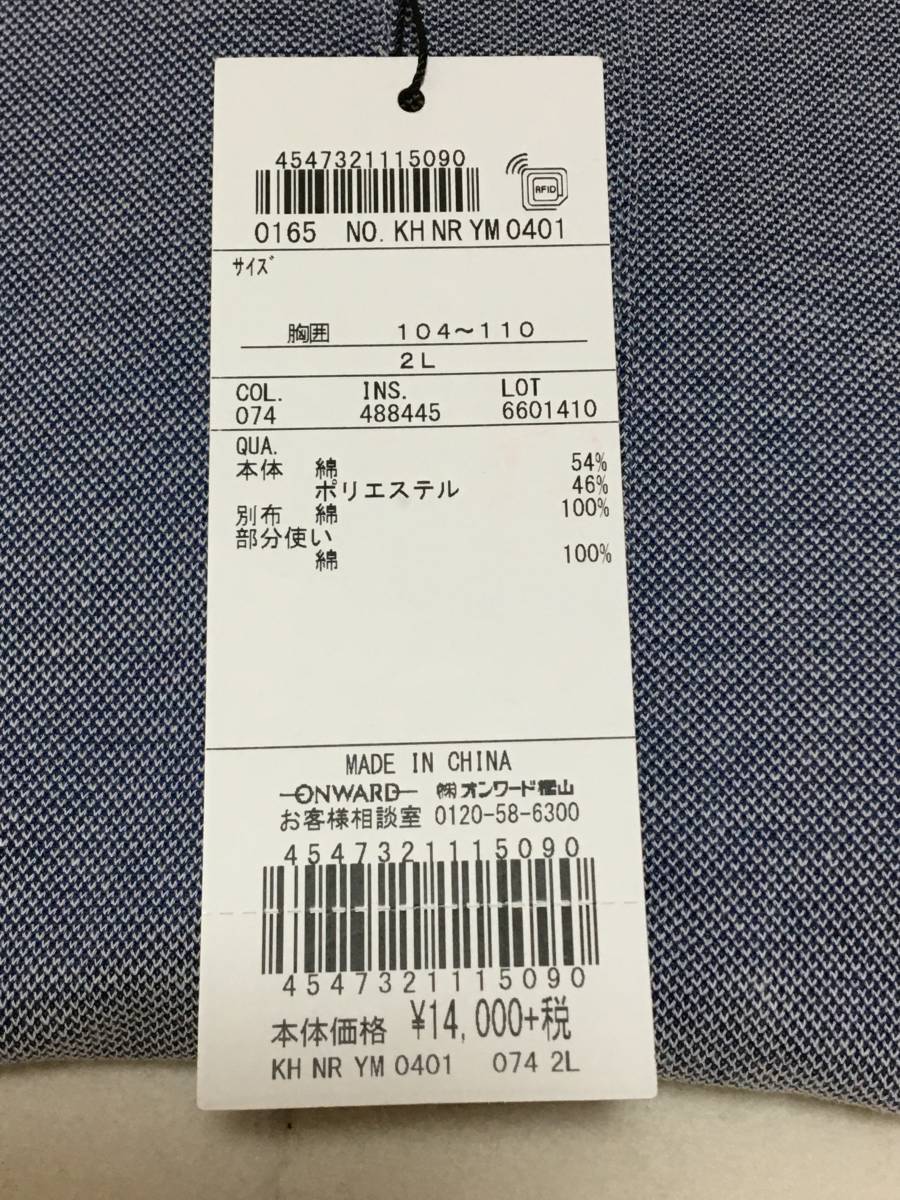 4547321115090
RFID
0165 NO. KH NR YM 0401
サイズ
胸囲 104~110
2L
COL. INS. LOT
074 488445 6601410
QUA.
本体 綿 54%
ポリエステル 46%
別布 綿 100%
部分使い
綿 100%
MADE IN CHINA
ONWARD ㈱オンワード樫山
お客様相談室 0120-58-6300
4547321115090
4547321115090
本体価格 ¥14,000+税
KH NR YM 0401 074 2L